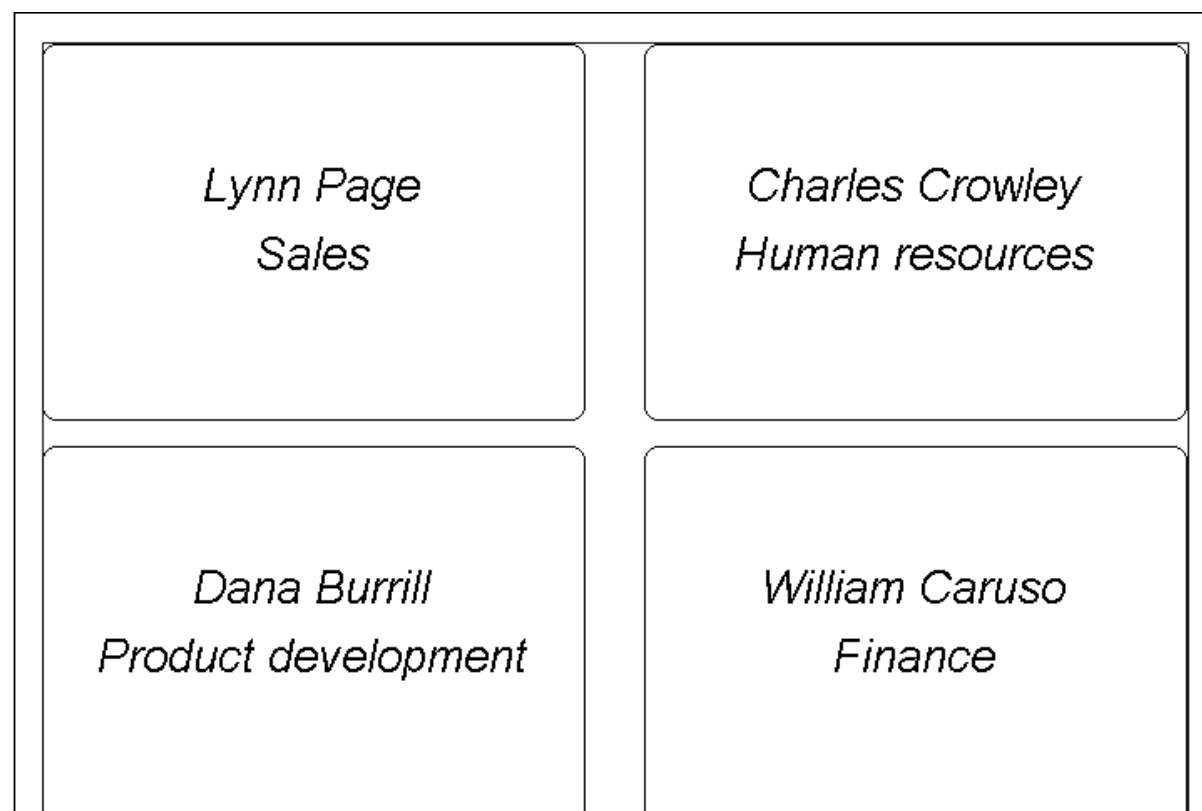 Lynn Page
Sales
Charles Crowley
Human resources
Dana Burrill
Product development
William Caruso
Finance